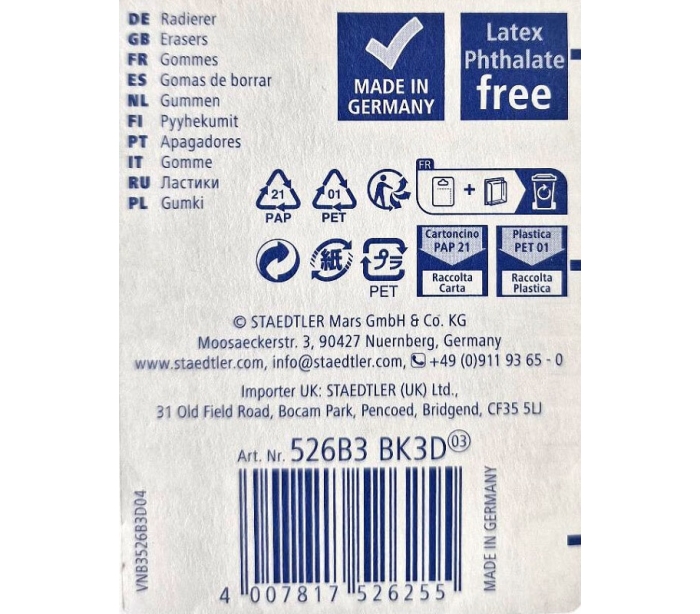 DE Radierer
GB Erasers
FR Gommes
ES Gomas de borrar
NL Gummen
FI Pyyhekumit
PT Apagadores
IT Gomme
RU Ластики
PL Gumki
MADE IN
GERMANY
Latex
Phthalate
free
21
PAP
01
PET
FR
+
紙
プラ
PET
Cartoncino
PAP 21
Raccolta
Carta
Plastica
PET 01
Raccolta
Plastica
© STAEDTLER Mars GmbH & Co. KG
Moosaeckerstr. 3, 90427 Nuernberg, Germany
www.staedtler.com, info@staedtler.com, +49 (0)911 93 65 - 0
Importer UK: STAEDTLER (UK) Ltd.,
31 Old Field Road, Bocam Park, Pencoed, Bridgend, CF35 5LJ
Art. Nr. 526B3 BK3D 03
VNB3526B3D04
MADE IN GERMANY
4 007817 526255